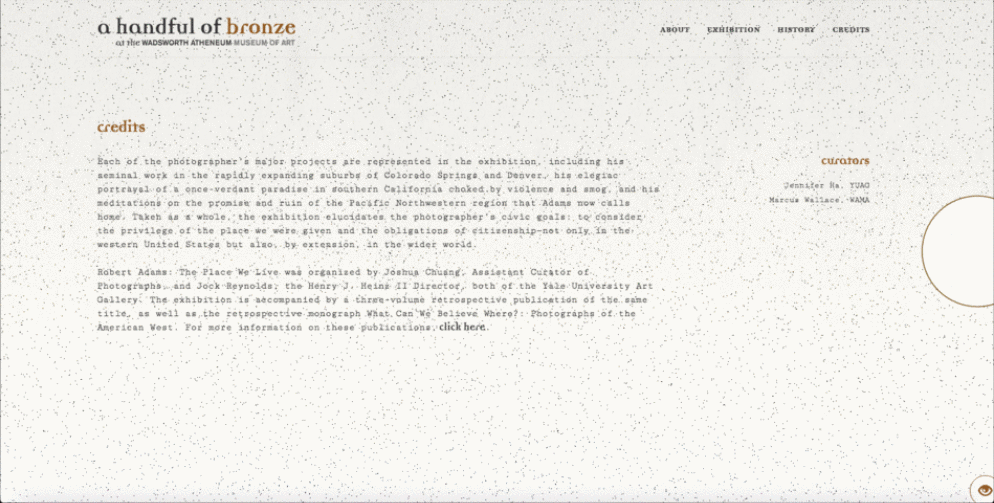 a handful of bronze
at the WADSWORTH ATHENEUM MUSEUM OF ART
ABOUT EXHIBITION HISTORY CREDITS
credits
Each of the photographer's major projects are represented in the exhibition, including his
seminal work in the rapidly expanding suburbs of Colorado Springs and Denver, his elegiac
portrayal of a once-verdant paradise in southern California choked by violence and smog, and his
meditations on the promise and ruin of the Pacific Northwestern region that Adams now calls
home. Taken as a whole, the exhibition elucidates the photographer's civic goals: to consider
the privilege of the place we were given and the obligations of citizenship—not only in the
western United States but also, by extension, in the wider world.
Robert Adams: The Place We Live was organized by Joshua Chuang, Assistant Curator of
Photographs, and Jock Reynolds, the Henry J. Heinz II Director, both of the Yale University Art
Gallery. The exhibition is accompanied by a three-volume retrospective publication of the same
title, as well as the retrospective monograph What Can We Believe Where?: Photographs of the
American West. For more information on these publications, click here.
curators
Jennifer Ha, YUAG
Marcus Wallace, WAMA